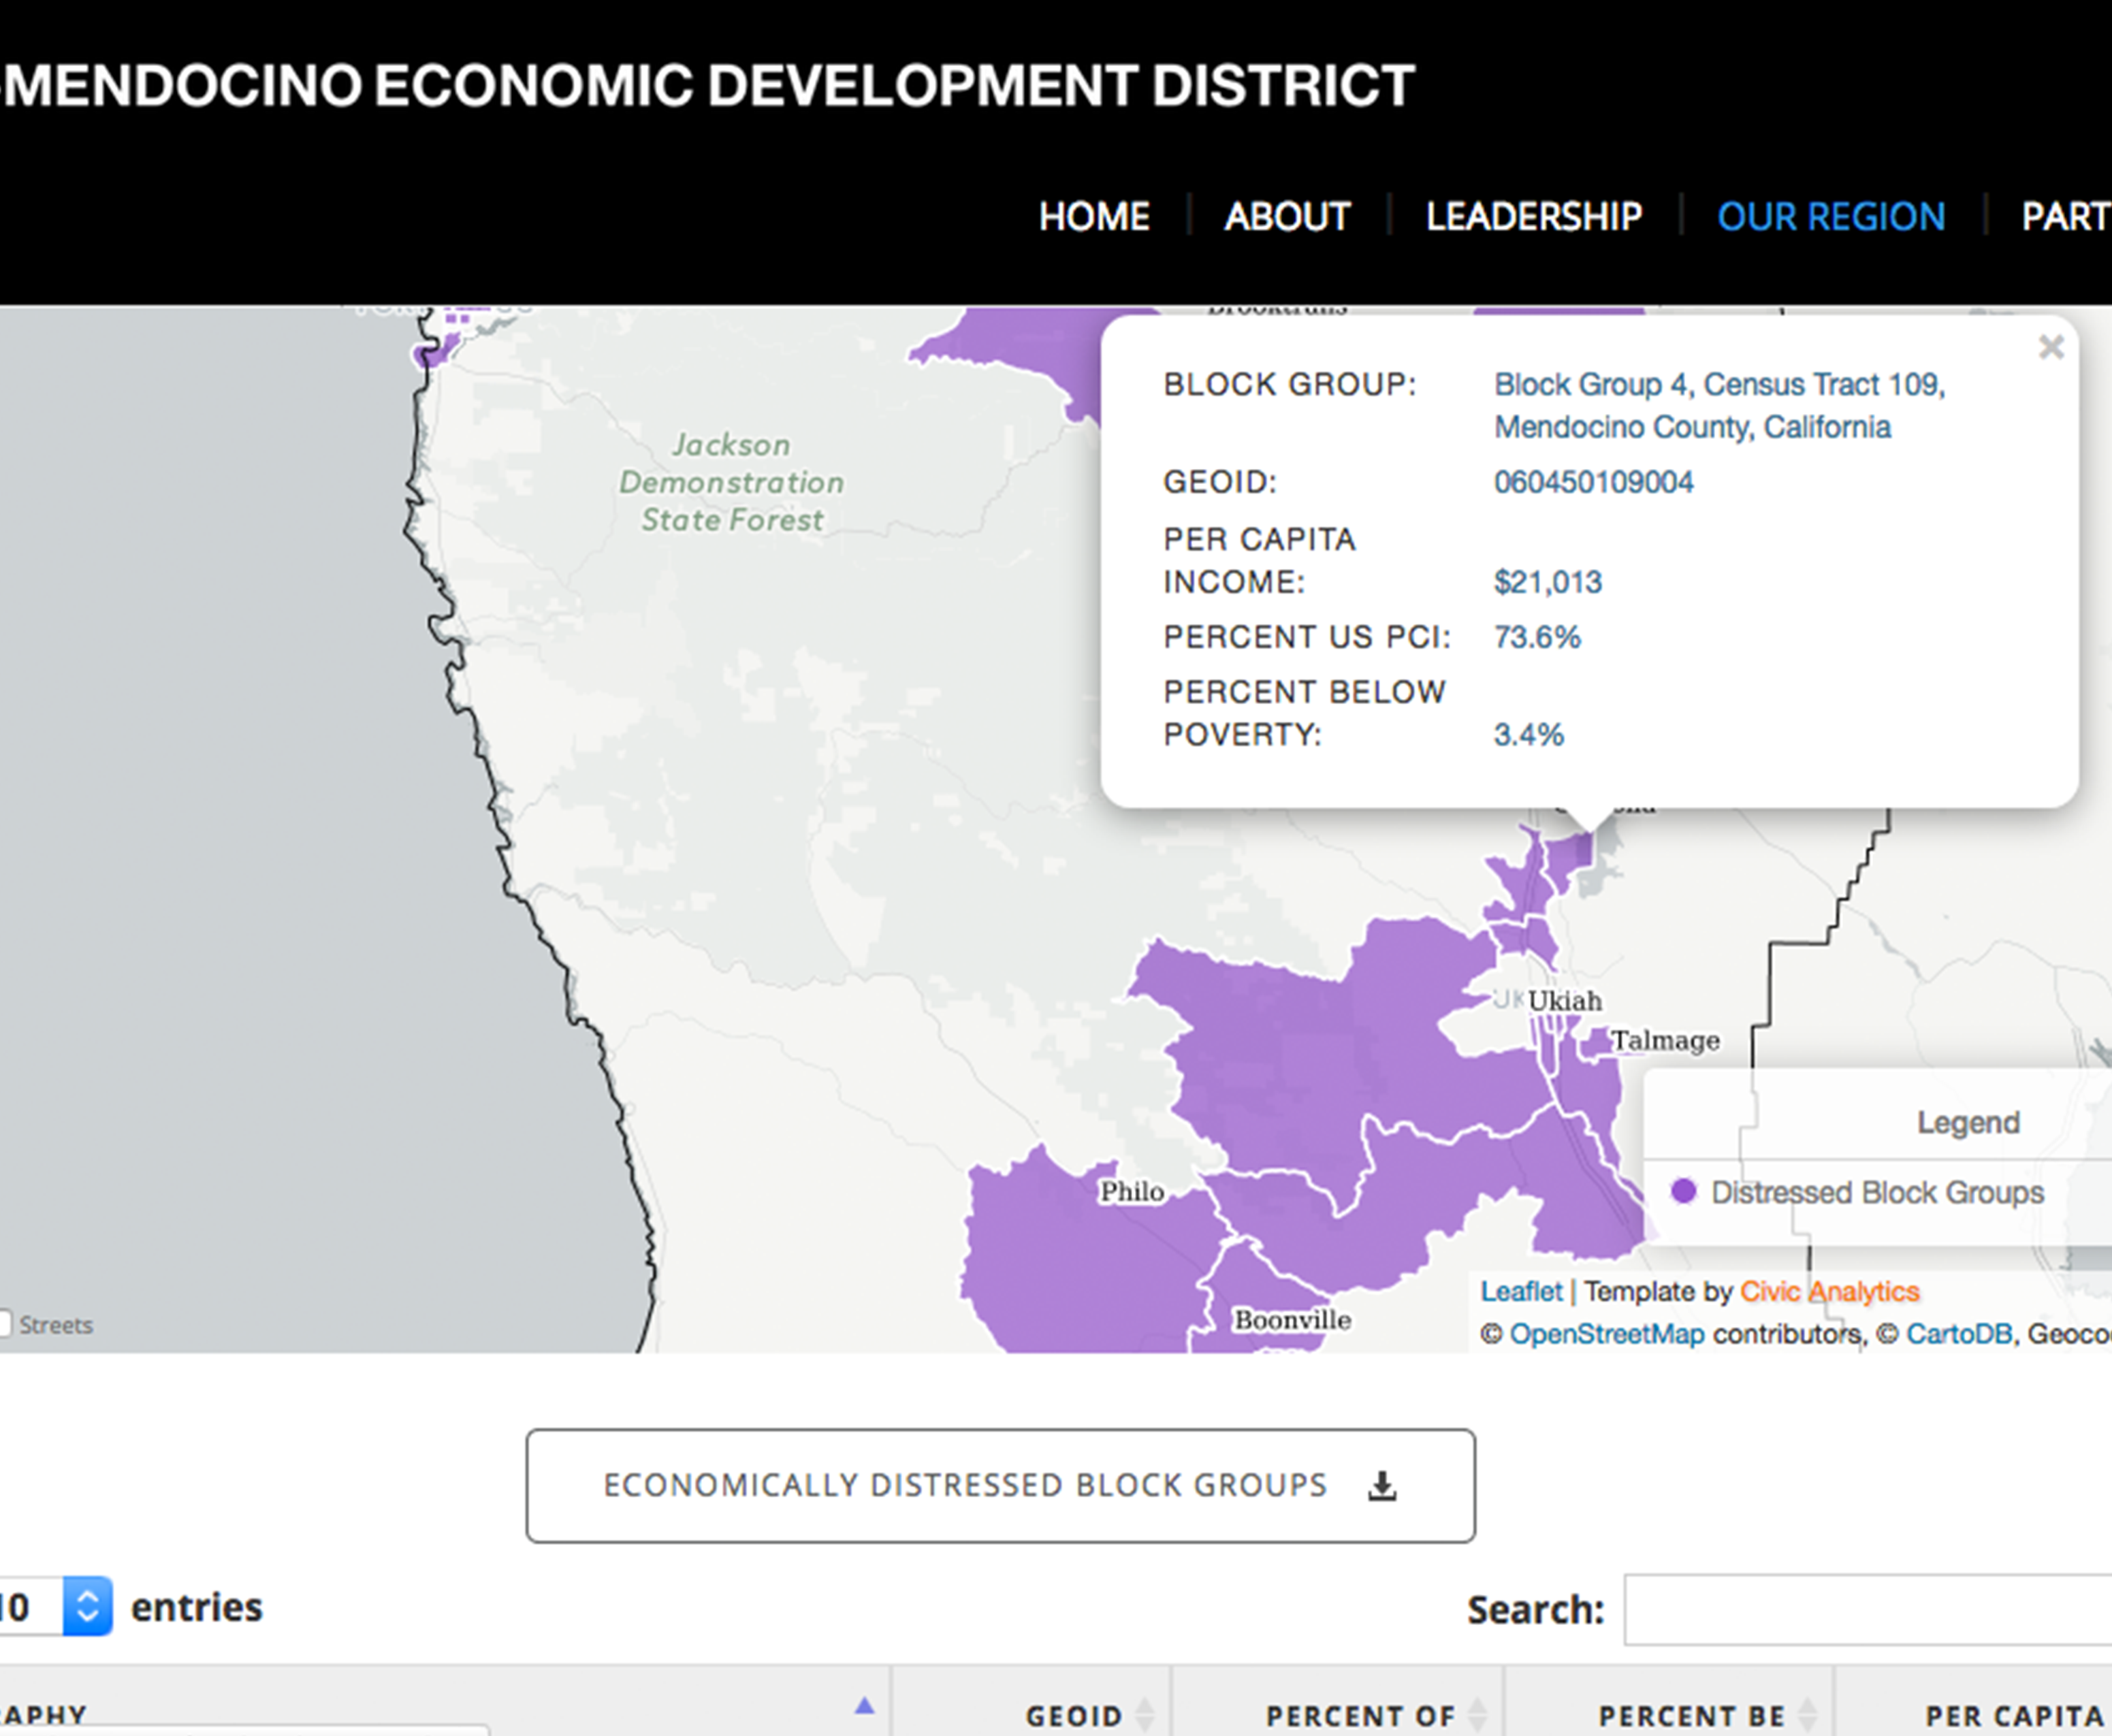 -MENDOCINO ECONOMIC DEVELOPMENT DISTRICT
HOME ABOUT LEADERSHIP OUR REGION PART
Jackson
Demonstration
State Forest
BLOCK GROUP: Block Group 4, Census Tract 109,
Mendocino County, California
GEOID: 060450109004
PER CAPITA
INCOME: $21,013
PERCENT US PCI: 73.6%
PERCENT BELOW
POVERTY: 3.4%
Ukiah
Talmage
Legend
Distressed Block Groups
Philo
Boonville
Streets
Leaflet | Template by Civic Analytics
© OpenStreetMap contributors, © CartoDB, Geoco
ECONOMICALLY DISTRESSED BLOCK GROUPS
10 entries
Search:
RAPHY GEOID PERCENT OF PERCENT BE PER CAPITA